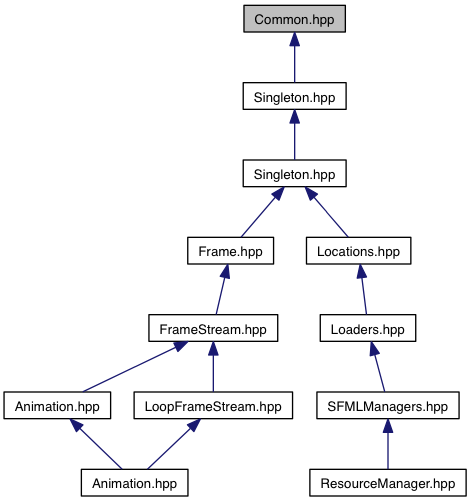 Common.hpp
Singleton.hpp
Singleton.hpp
Frame.hpp
Locations.hpp
FrameStream.hpp
Loaders.hpp
Animation.hpp
LoopFrameStream.hpp
SFMLManagers.hpp
Animation.hpp
ResourceManager.hpp